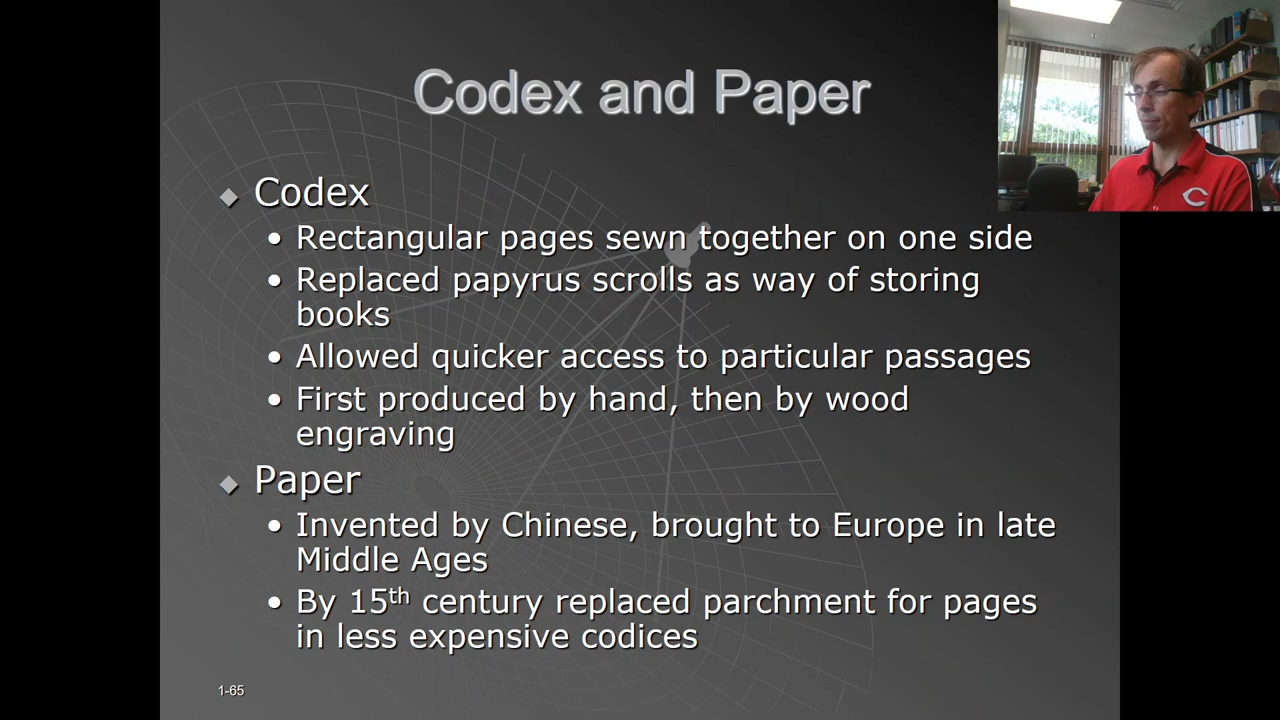 Codex and Paper
◆ Codex
• Rectangular pages sewn together on one side
• Replaced papyrus scrolls as way of storing
books
• Allowed quicker access to particular passages
• First produced by hand, then by wood
engraving
◆ Paper
• Invented by Chinese, brought to Europe in late
Middle Ages
• By 15th century replaced parchment for pages
in less expensive codices
1-65
C